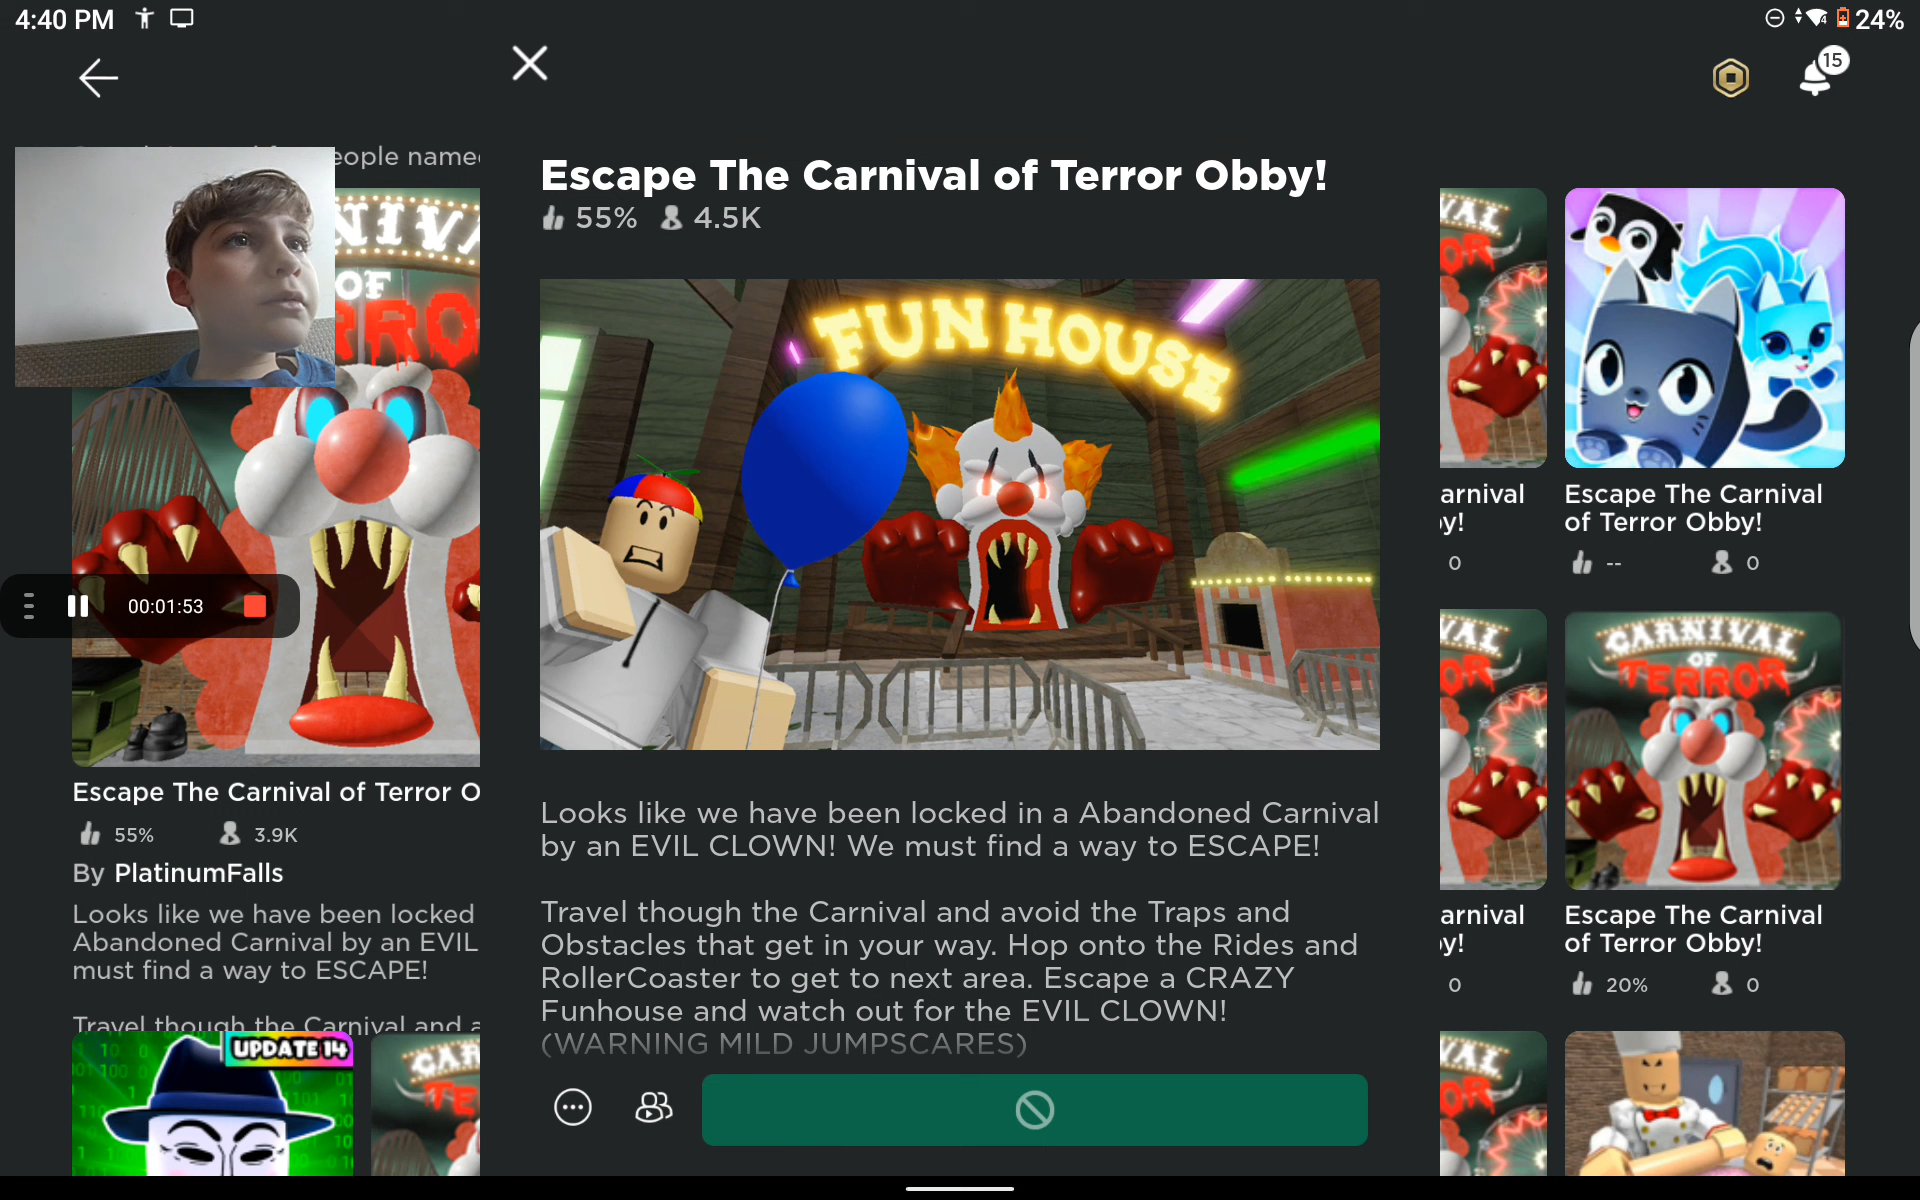 4:40 PM
24%
15
eople name
Escape The Carnival of Terror Obby!
55% 4.5K
FUN HOUSE
OF
00:01:53
Escape The Carnival of Terror O
55% 3.9K
By PlatinumFalls
Looks like we have been locked
Abandoned Carnival by an EVIL
must find a way to ESCAPE!
Travel though the Carnival and a
UPDATE 14
Looks like we have been locked in a Abandoned Carnival
by an EVIL CLOWN! We must find a way to ESCAPE!
Travel though the Carnival and avoid the Traps and
Obstacles that get in your way. Hop onto the Rides and
RollerCoaster to get to next area. Escape a CRAZY
Funhouse and watch out for the EVIL CLOWN!
(WARNING MILD JUMPSCARES)
arnival
y!
0
Escape The Carnival
of Terror Obby!
-- 0
CARNIVAL
OF
TERROR
arnival
y!
0
Escape The Carnival
of Terror Obby!
20% 0